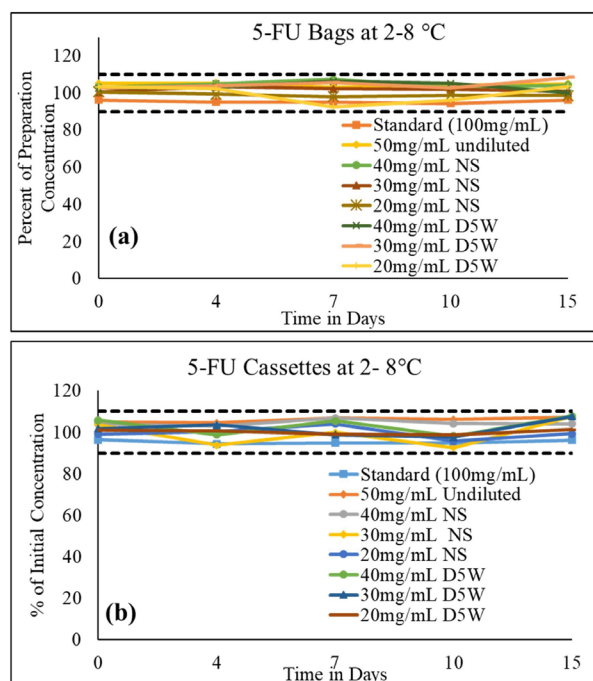 5-FU Bags at 2-8 °C
120
100
80
60
40
20
0
Percent of Preparation
Concentration
Standard (100mg/mL)
50mg/mL undiluted
40mg/mL NS
30mg/mL NS
20mg/mL NS
40mg/mL D5W
30mg/mL D5W
20mg/mL D5W
(a)
0 4 7 10 15
Time in Days
5-FU Cassettes at 2- 8°C
120
100
80
60
40
20
0
% of Initial Concentration
Standard (100mg/mL)
50mg/mL Undiluted
40mg/mL NS
30mg/mL NS
20mg/mL NS
40mg/mL D5W
30mg/mL D5W
20mg/mL D5W
(b)
0 4 7 10 15
Time in Days